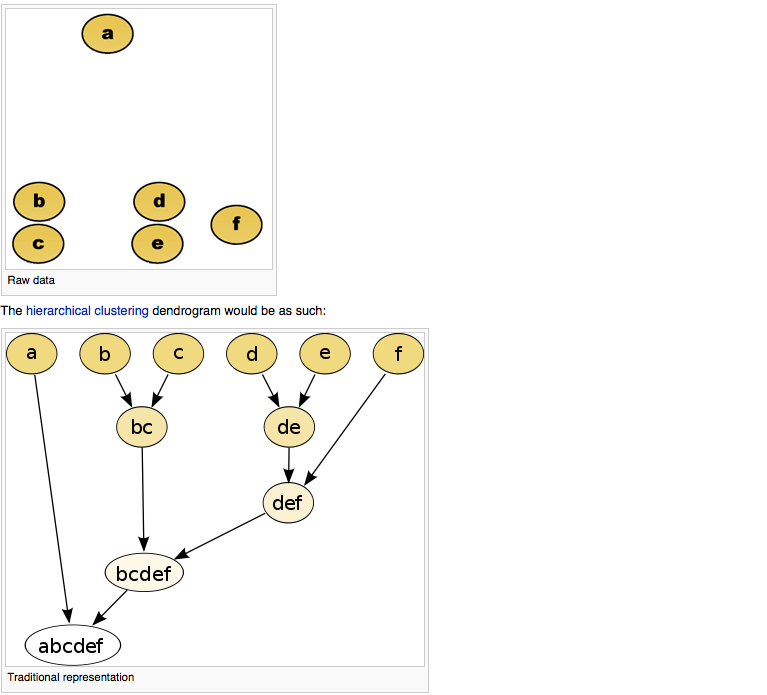 a
b
d
f
c
e
Raw data
The hierarchical clustering dendrogram would be as such:
a b c d e f
bc de
def
bcdef
abcdef
Traditional representation